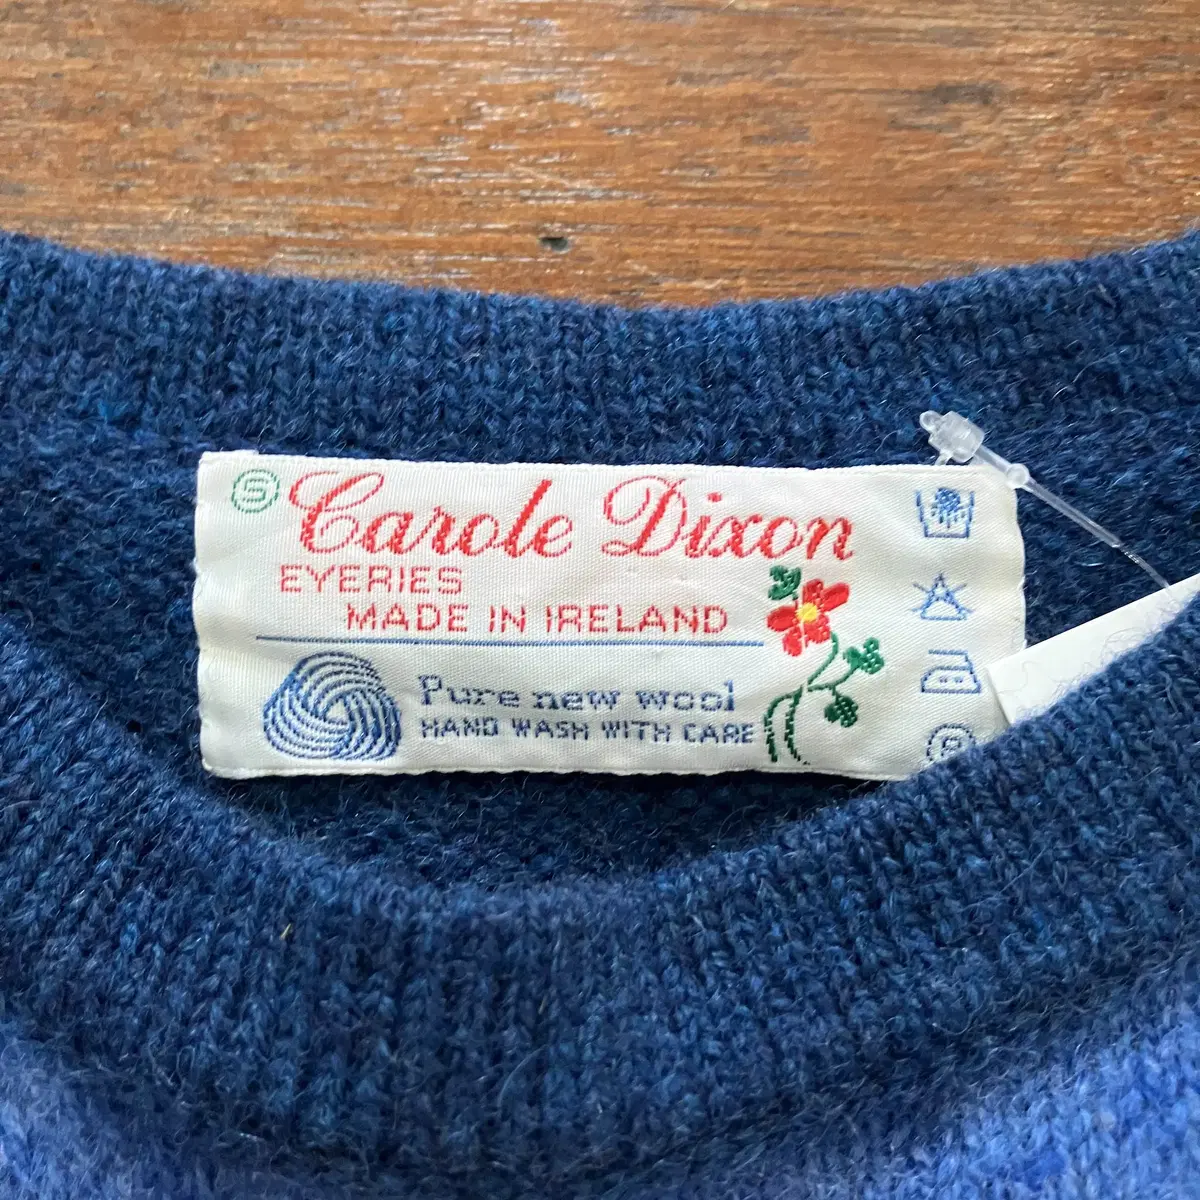 S Carole Dixon
EYERIES
MADE IN IRELAND
Pure new wool
HAND WASH WITH CARE
P